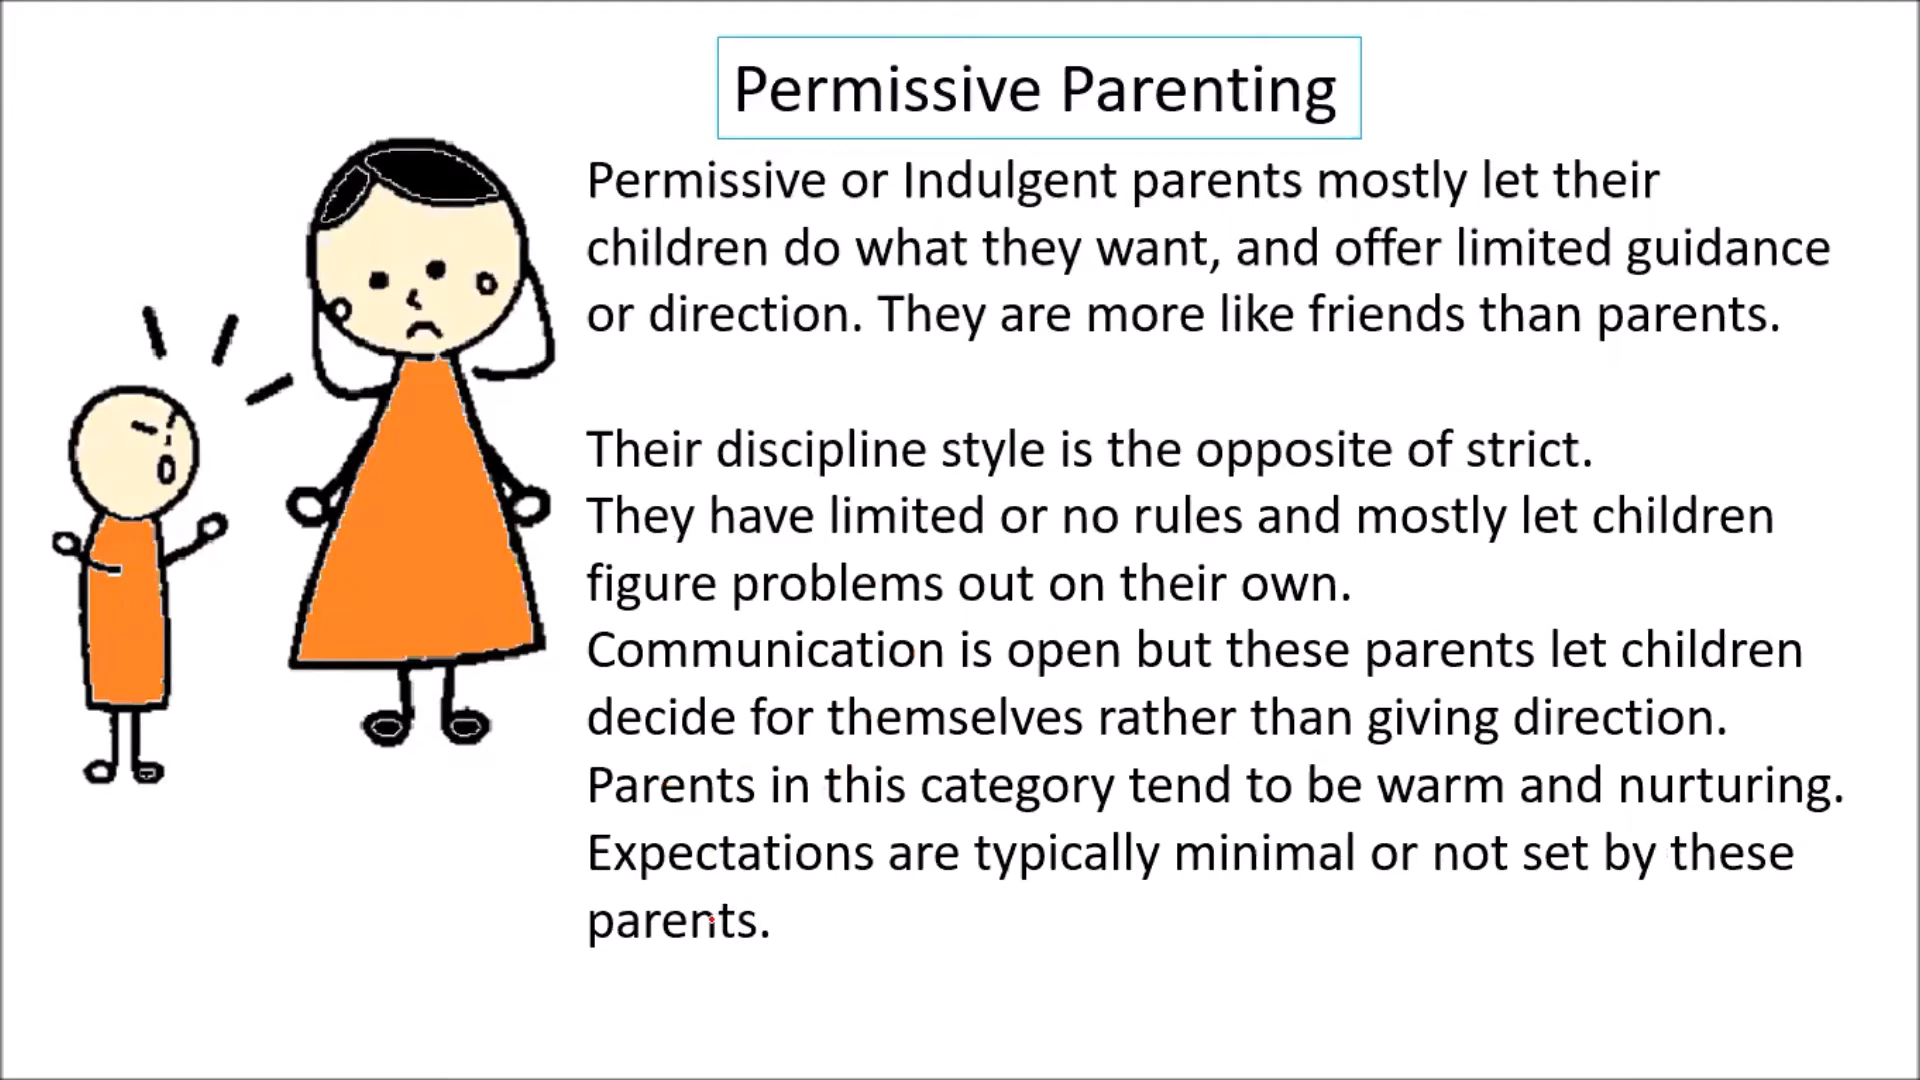 Permissive Parenting
Permissive or Indulgent parents mostly let their
children do what they want, and offer limited guidance
or direction. They are more like friends than parents.
Their discipline style is the opposite of strict.
They have limited or no rules and mostly let children
figure problems out on their own.
Communication is open but these parents let children
decide for themselves rather than giving direction.
Parents in this category tend to be warm and nurturing.
Expectations are typically minimal or not set by these
parents.